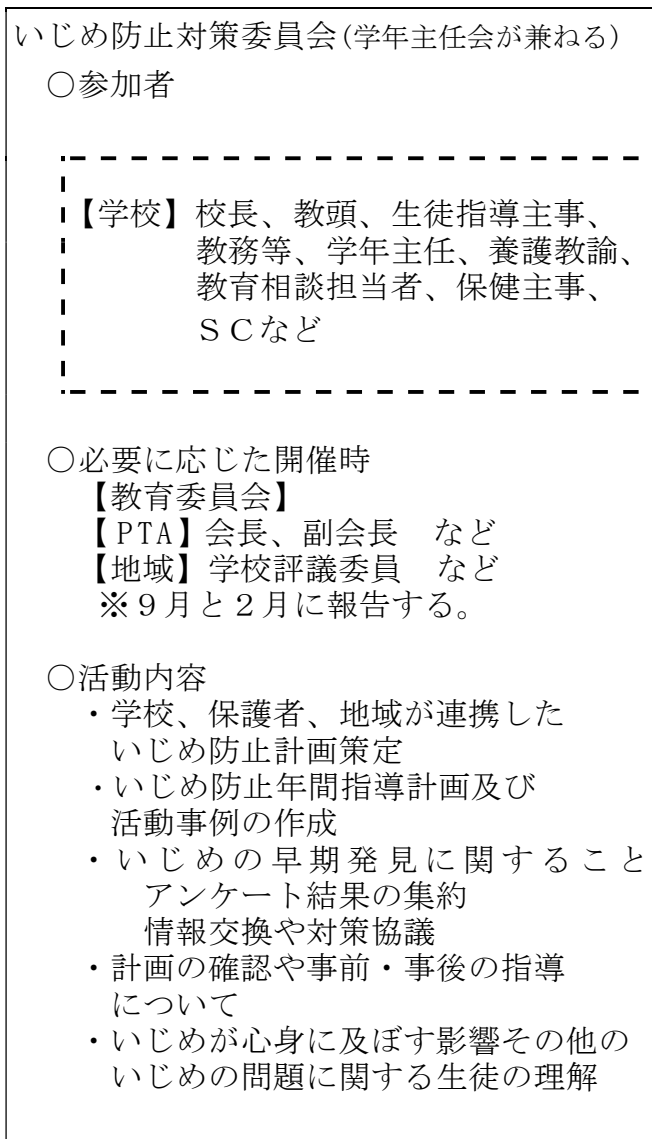 いじめ防止対策委員会(学年主任会が兼ねる)
○参加者
【学校】校長、教頭、生徒指導主事、
教務等、学年主任、養護教諭、
教育相談担当者、保健主事、
ＳＣなど
○必要に応じた開催時
【教育委員会】
【PTA】会長、副会長　など
【地域】学校評議委員　など
※９月と２月に報告する。
○活動内容
・学校、保護者、地域が連携した
いじめ防止計画策定
・いじめ防止年間指導計画及び
活動事例の作成
・いじめの早期発見に関すること
アンケート結果の集約
情報交換や対策協議
・計画の確認や事前・事後の指導
について
・いじめが心身に及ぼす影響その他の
いじめの問題に関する生徒の理解